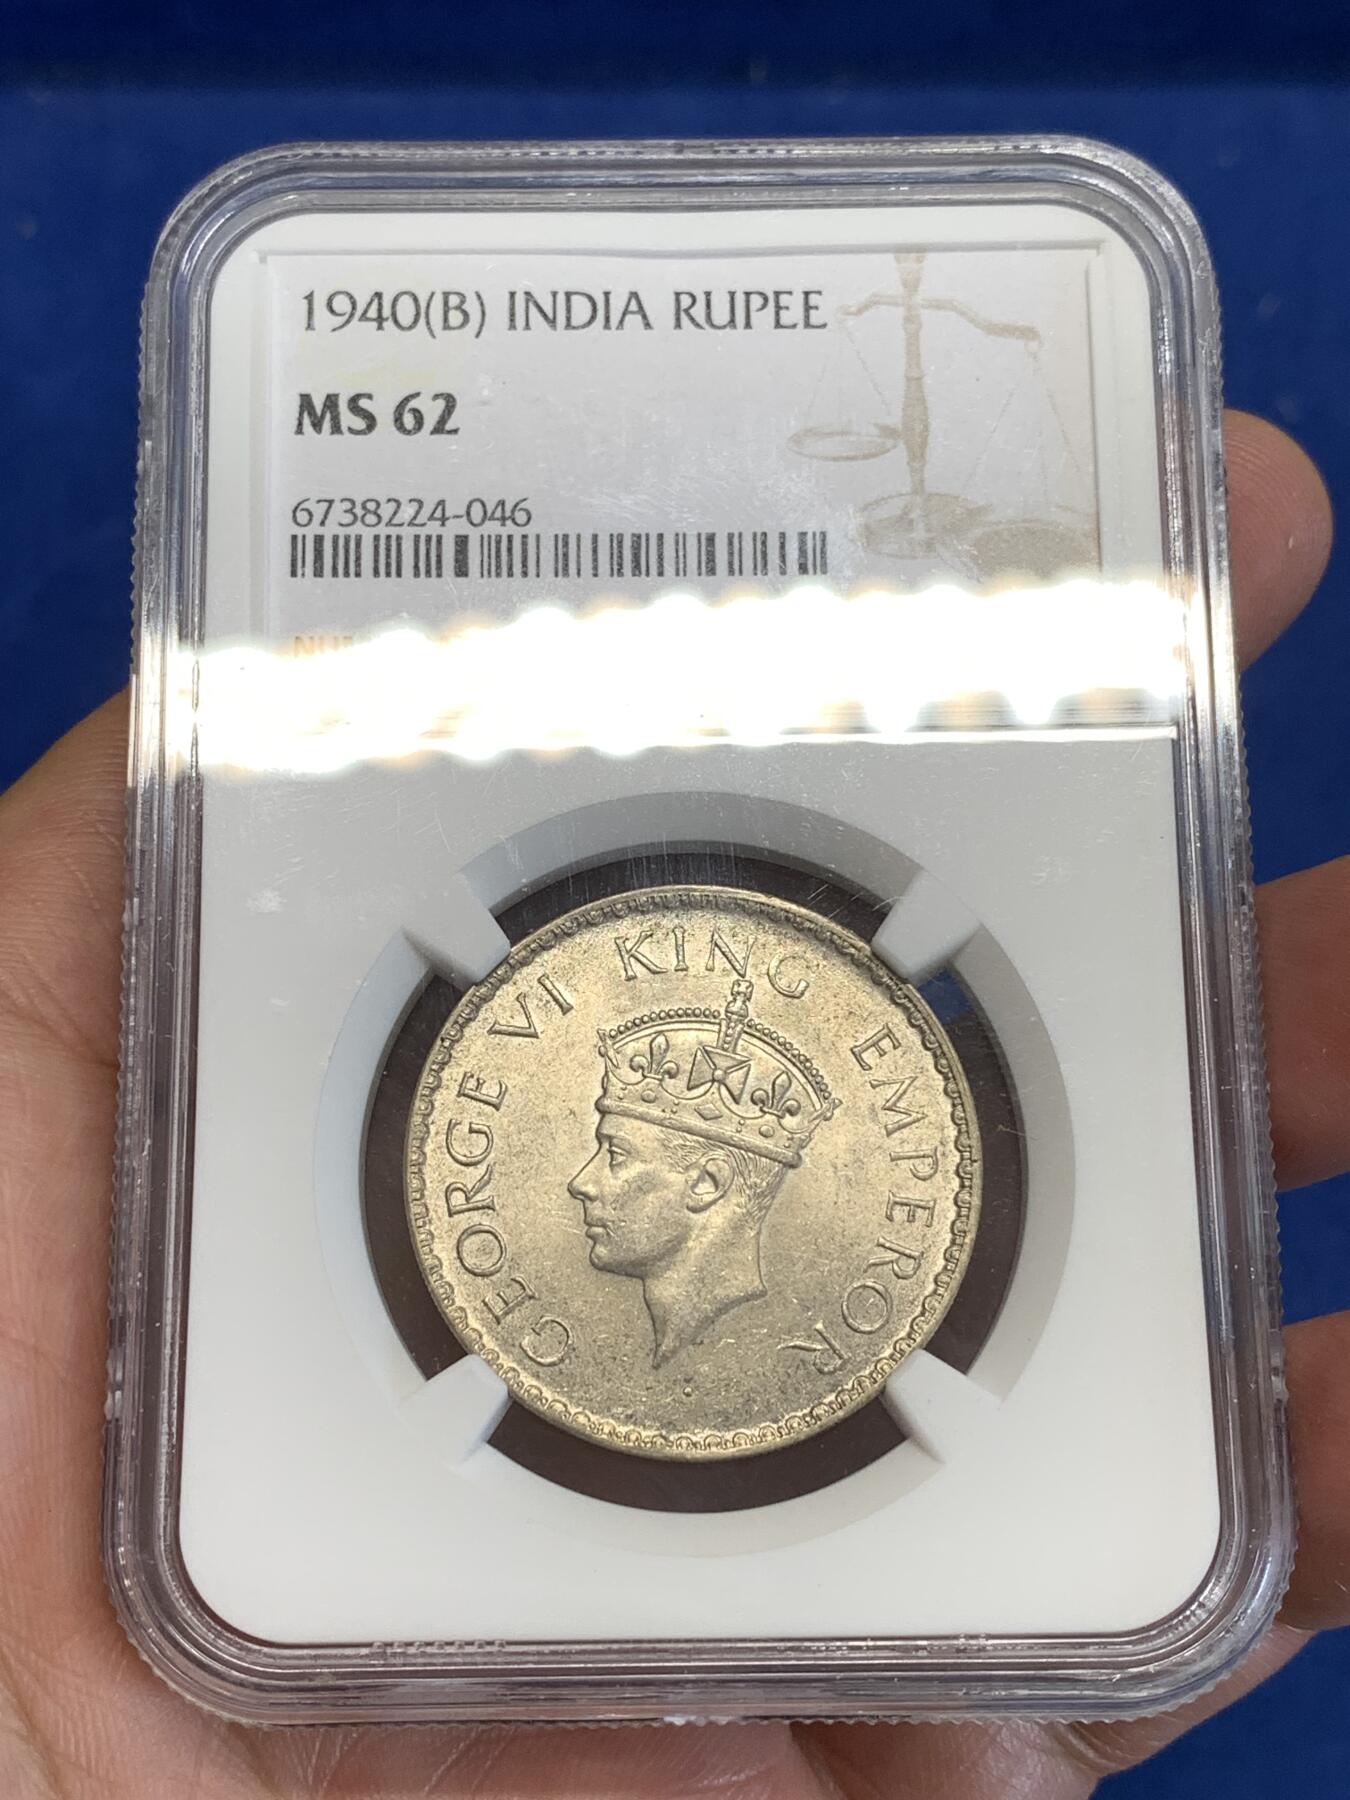 1940(B) INDIA RUPEE
MS 62
6738224-046
GEORGE VI KING EMPEROR